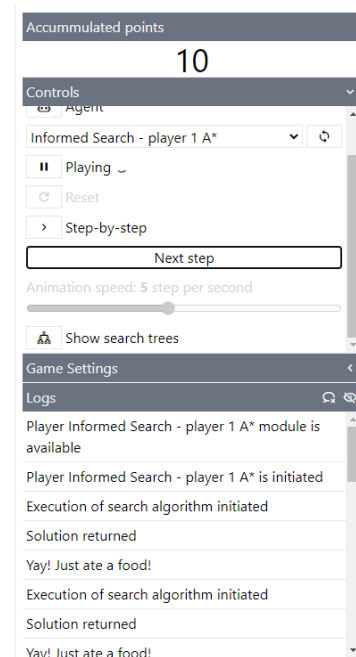 Accummulated points
10
Controls
Agent
Informed Search - player 1 A*
Playing
Reset
Step-by-step
Next step
Animation speed: 5 step per second
Show search trees
Game Settings
Logs
Player Informed Search - player 1 A* module is
available
Player Informed Search - player 1 A* is initiated
Execution of search algorithm initiated
Solution returned
Yay! Just ate a food!
Execution of search algorithm initiated
Solution returned
Yay! Just ate a food!